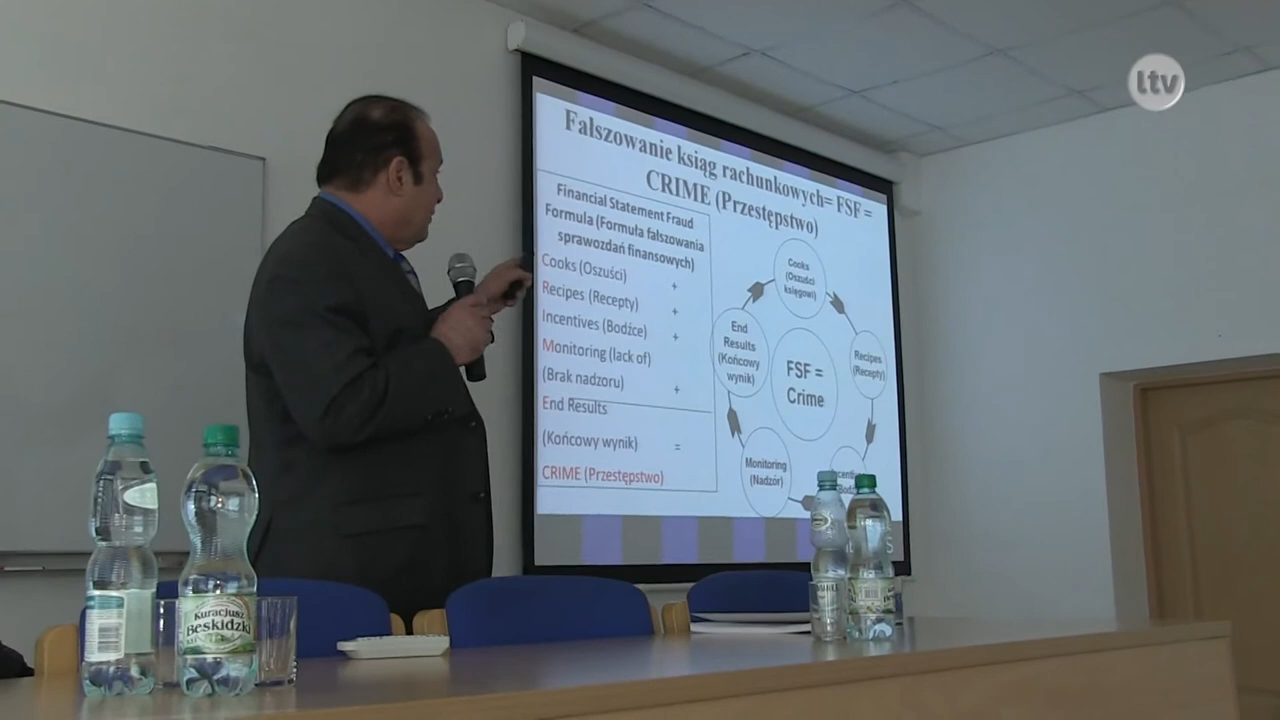 ltv
Fałszowanie ksiąg rachunkowych= FSF =
CRIME (Przestępstwo)
Financial Statement Fraud
Formula (Formuła fałszowania
sprawozdań finansowych)
Cooks (Oszuści) +
Recipes (Recepty) +
Incentives (Bodźce) +
Monitoring (lack of)
(Brak nadzoru) +
End Results
(Końcowy wynik) =
CRIME (Przestępstwo)
Cooks
(Oszuści
księgowi)
End
Results
(Końcowy
wynik)
FSF =
Crime
Recipes
(Recepty)
Monitoring
(Nadzór)
Kuracjusz
Beskidzki